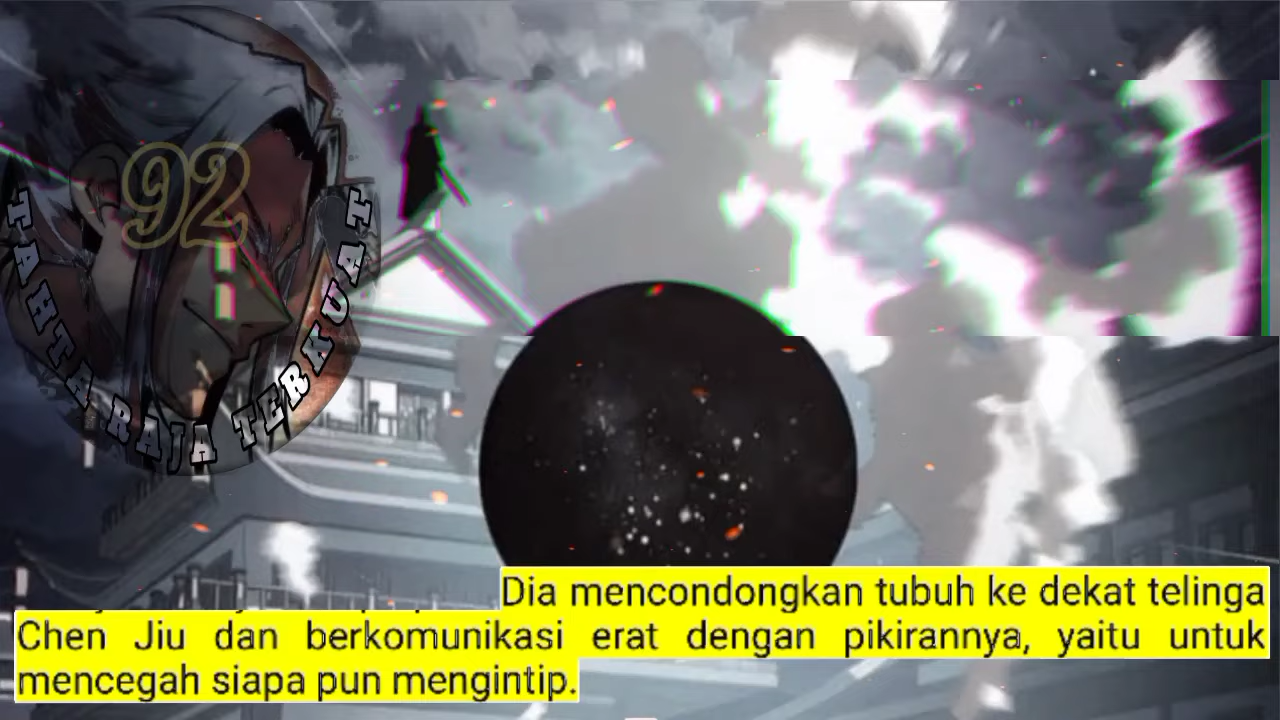 92
TAHTA RAJA TERKUAT
Dia mencondongkan tubuh ke dekat telinga
Chen Jiu dan berkomunikasi erat dengan pikirannya, yaitu untuk
mencegah siapa pun mengintip.